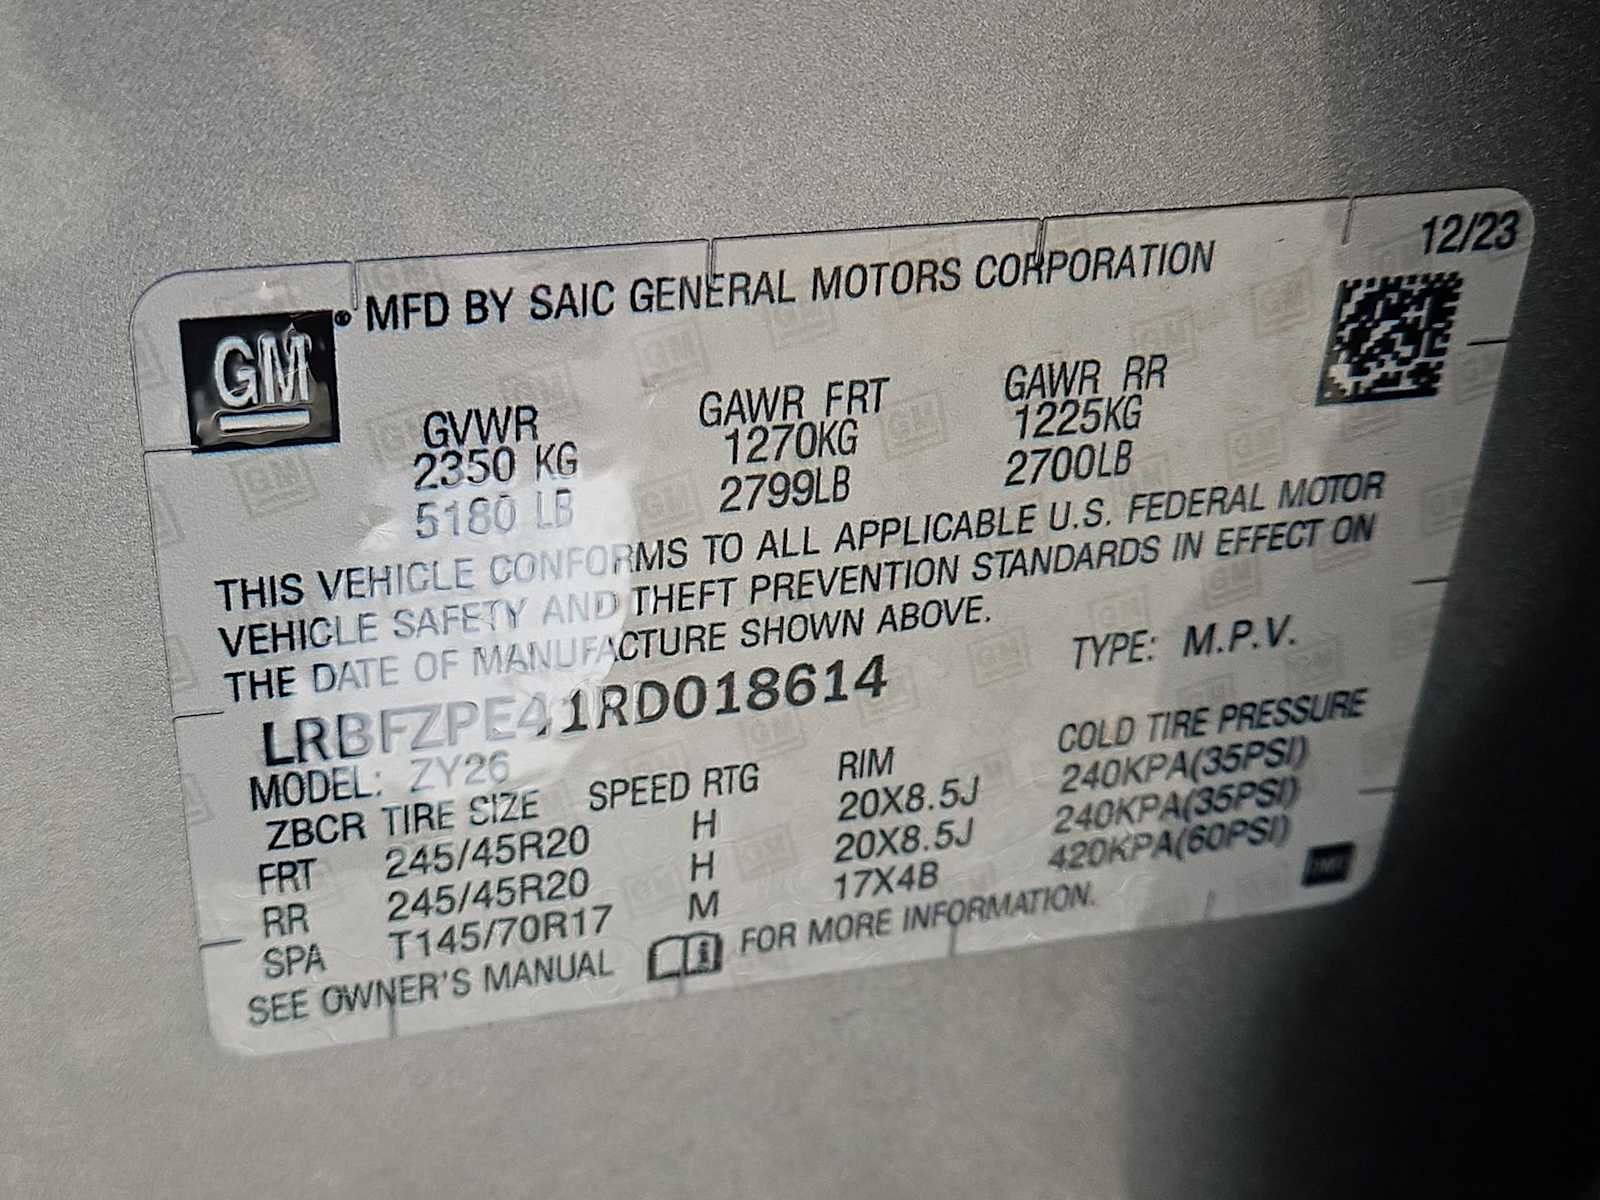 12/23
GM ® MFD BY SAIC GENERAL MOTORS CORPORATION
GVWR GAWR FRT GAWR RR
2350 KG 1270KG 1225KG
5180 LB 2799LB 2700LB
THIS VEHICLE CONFORMS TO ALL APPLICABLE U.S. FEDERAL MOTOR
VEHICLE SAFETY AND THEFT PREVENTION STANDARDS IN EFFECT ON
THE DATE OF MANUFACTURE SHOWN ABOVE.
LRBFZPE41RD018614 TYPE: M.P.V.
MODEL: ZY26
ZBCR TIRE SIZE SPEED RTG RIM COLD TIRE PRESSURE
FRT 245/45R20 H 20X8.5J 240KPA(35PSI)
RR 245/45R20 H 20X8.5J 240KPA(35PSI)
SPA T145/70R17 M 17X4B 420KPA(60PSI)
SEE OWNER'S MANUAL FOR MORE INFORMATION.